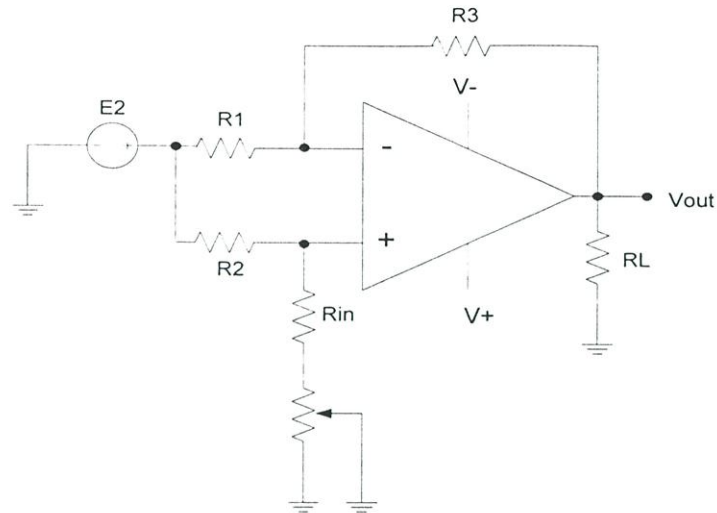 R3
V-
E2
R1
-
Vout
+
R2
RL
Rin
V+